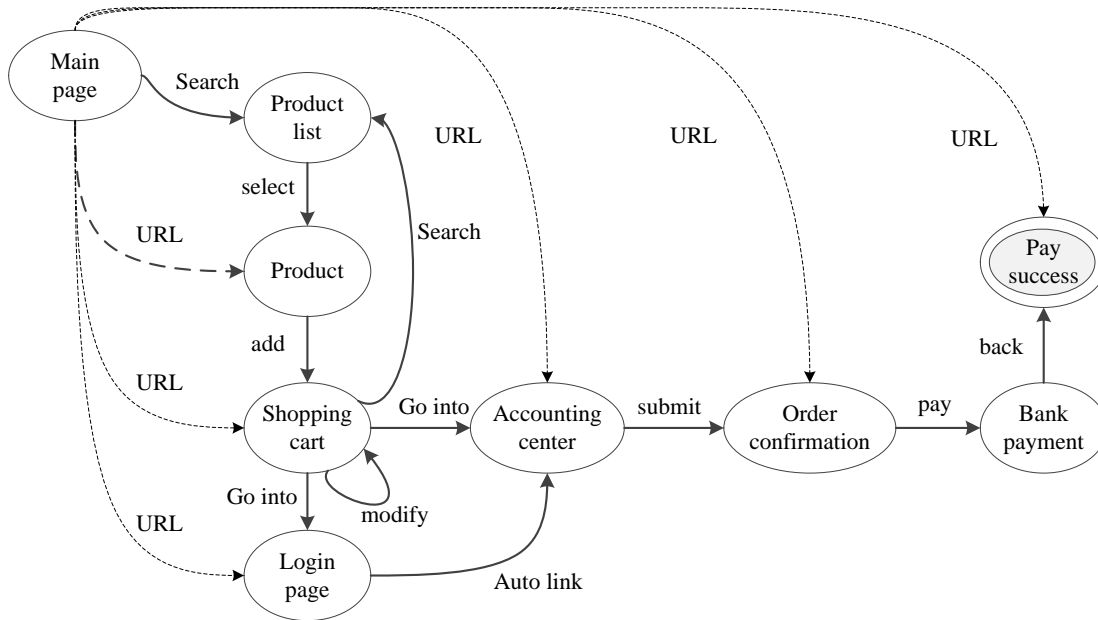 Main
page
Search
Product
list
URL
URL
URL
select
Search
URL
Product
Pay
success
add
back
URL
Shopping
cart
Go into
Accounting
center
submit
Order
confirmation
pay
Bank
payment
Go into
modify
URL
Login
page
Auto link